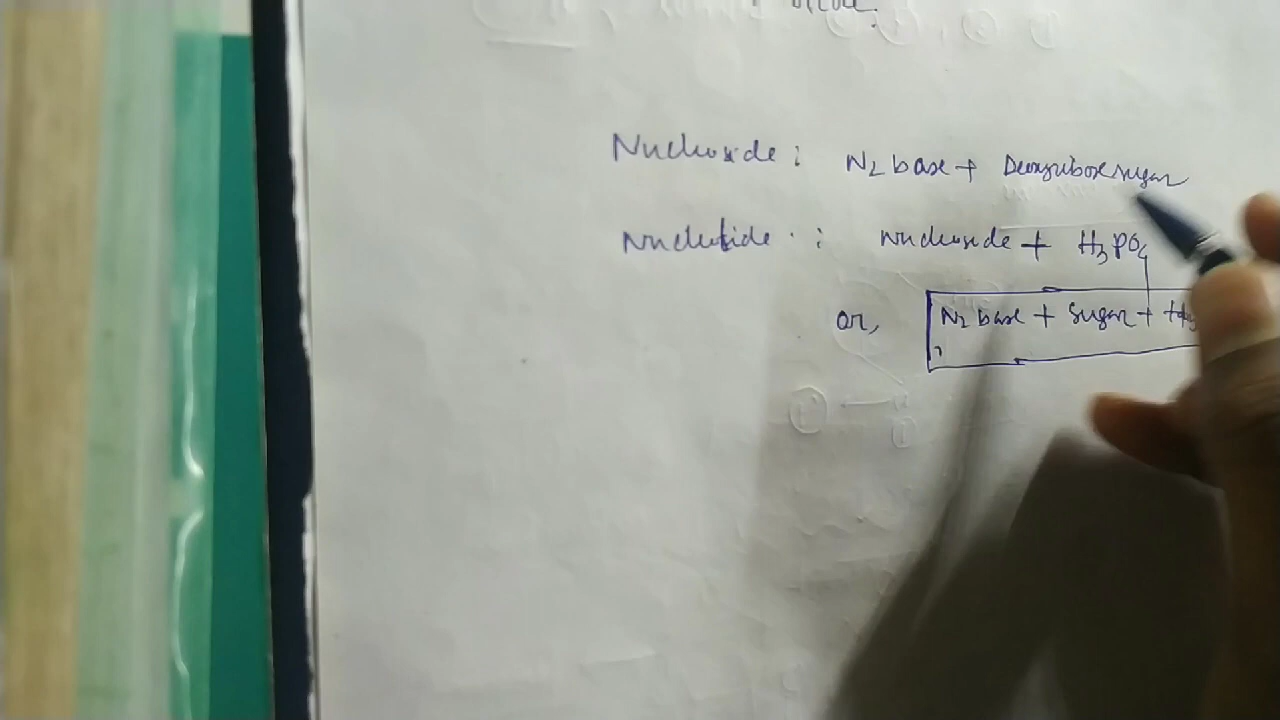 Nucleoside : N2 base + Deoxyribose sugar
Nucleotide : nucleoside + H3PO4
or, N2 base + Sugar +